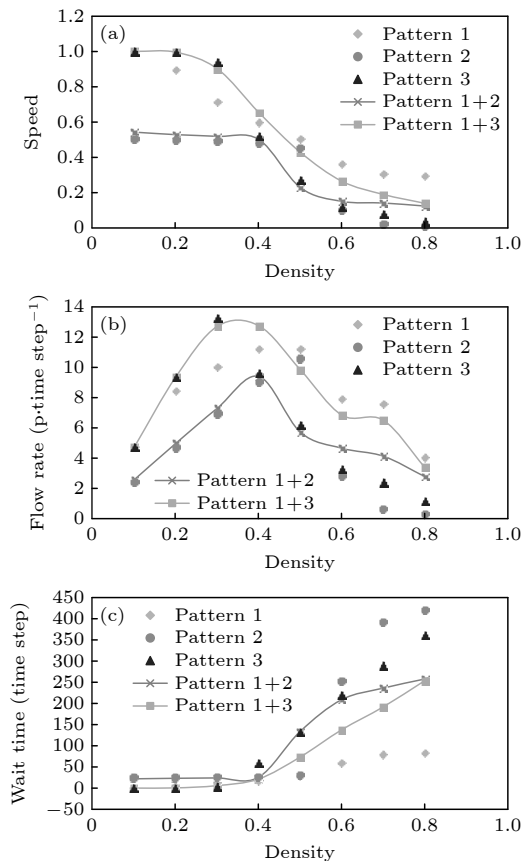 (a)
1.2
1.0
0.8
0.6
0.4
0.2
0
Speed
Pattern 1
Pattern 2
Pattern 3
Pattern 1+2
Pattern 1+3
0 0.2 0.4 0.6 0.8 1.0
Density
(b)
14
12
10
8
6
4
2
0
Flow rate (p·time step⁻¹)
Pattern 1
Pattern 2
Pattern 3
Pattern 1+2
Pattern 1+3
0 0.2 0.4 0.6 0.8 1.0
Density
(c)
450
400
350
300
250
200
150
100
50
0
−50
Wait time (time step)
Pattern 1
Pattern 2
Pattern 3
Pattern 1+2
Pattern 1+3
0 0.2 0.4 0.6 0.8 1.0
Density